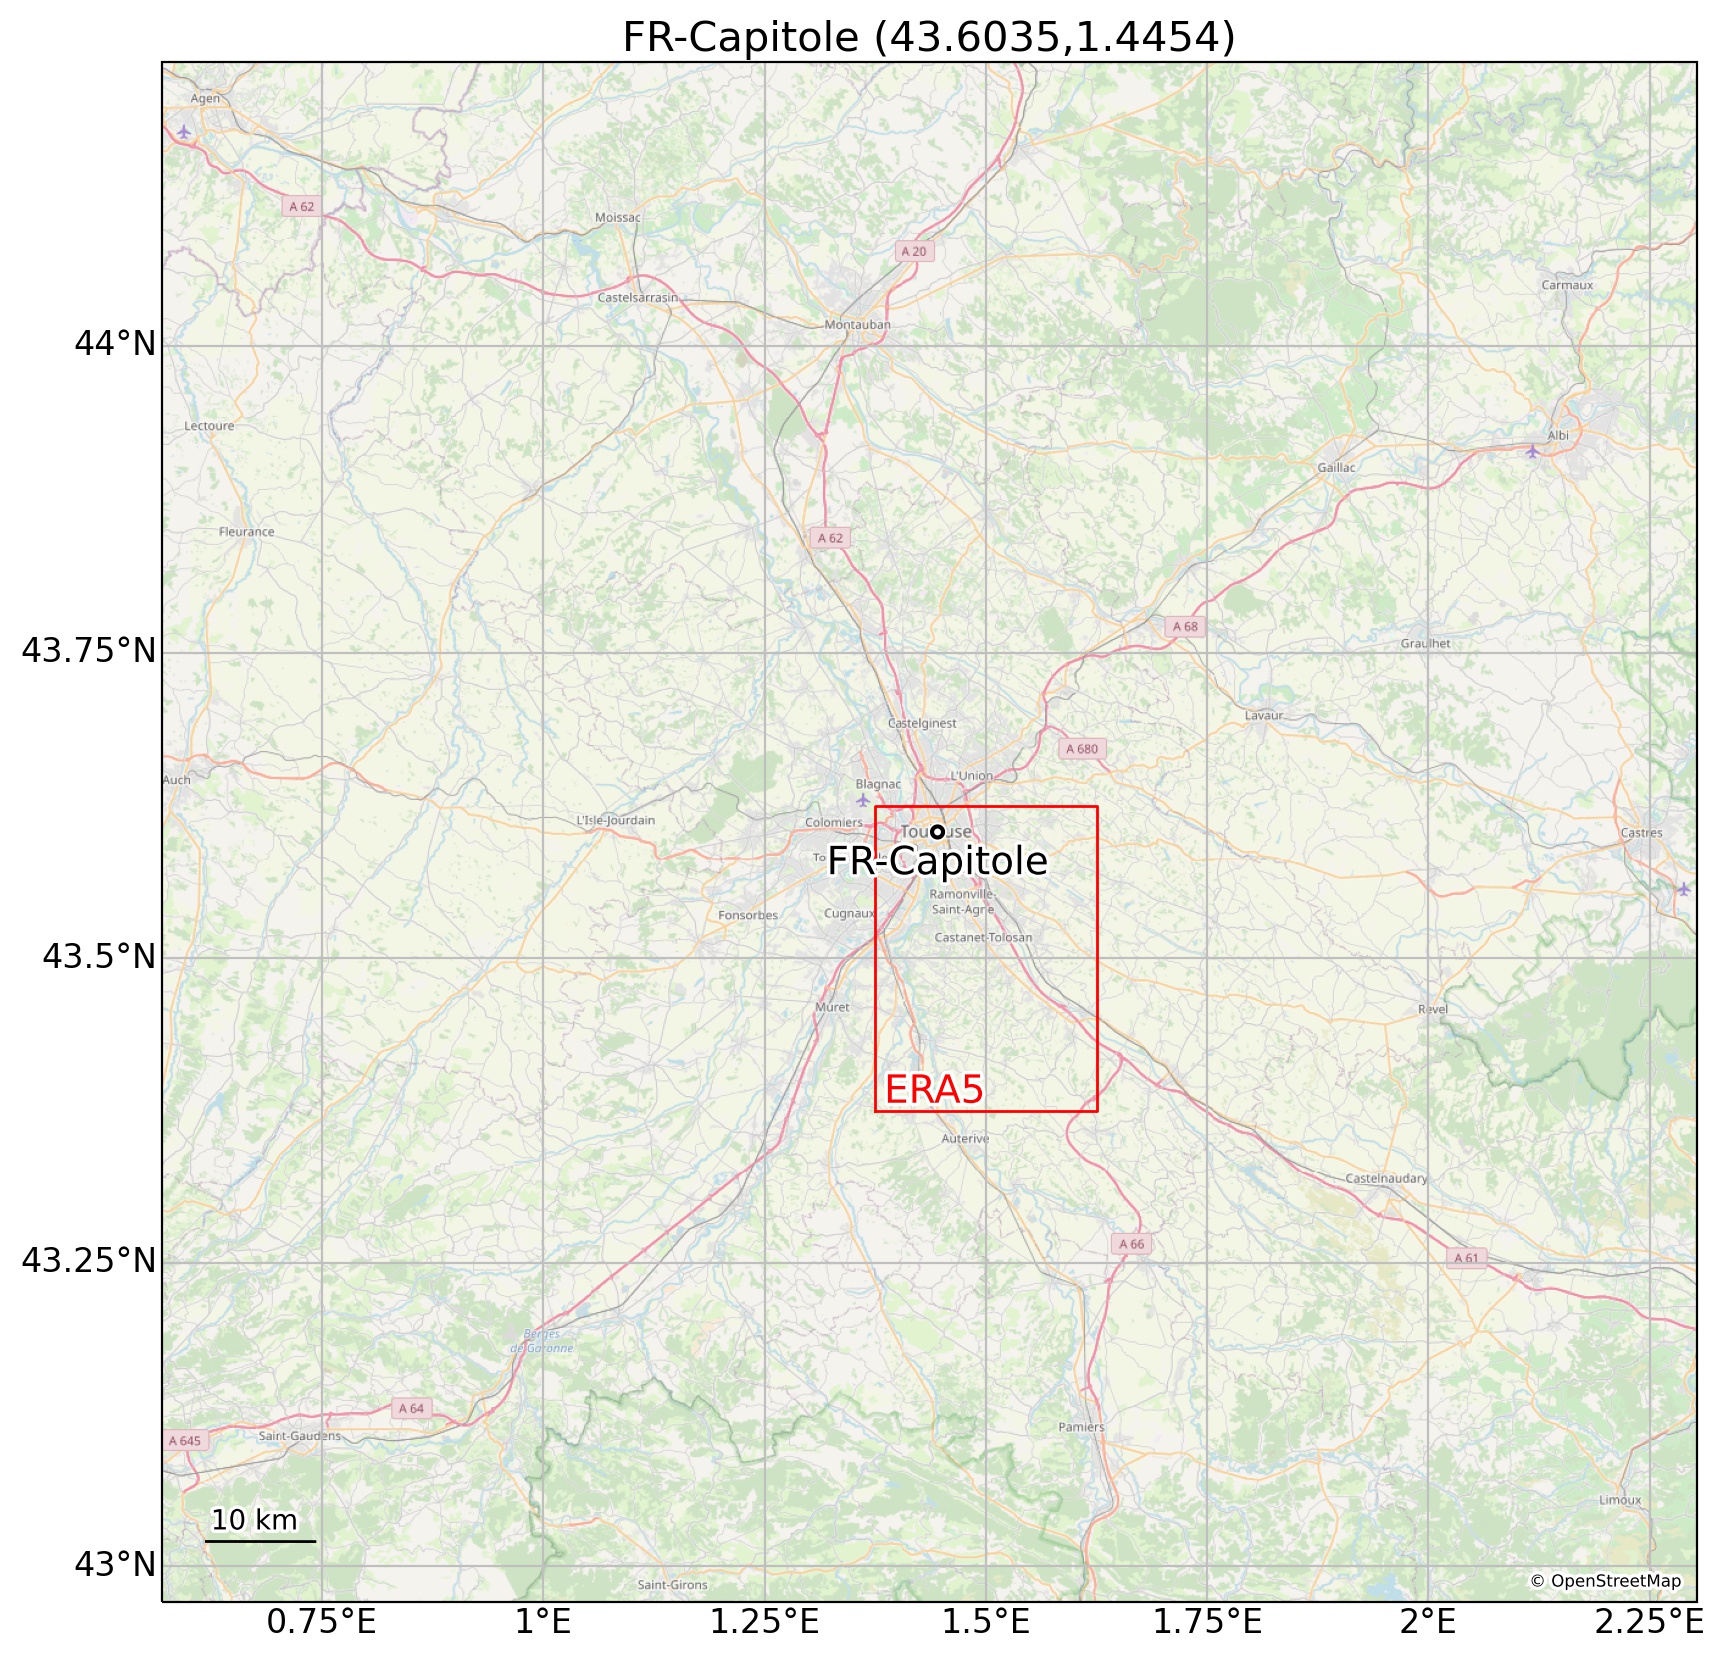 FR-Capitole (43.6035,1.4454)
Agen
A 62
Moissac
A 20
Castelsarrasin
Carmaux
Montauban
44°N
Lectoure
Albi
Gaillac
Fleurance
A 62
A 68
Graulhet
43.75°N
Lavaur
Castelginest
A 680
L'Union
Auch
Blagnac
L'Isle-Jourdain
Colomiers
Castres
FR-Capitole
Ramonville-
Saint-Agne
Fonsorbes
Cugnaux
Castanet-Tolosan
43.5°N
Muret
Revel
ERA5
Auterive
Castelnaudary
A 66
A 61
43.25°N
Berges
de Garonne
A 64
Pamiers
Saint-Gaudens
A 645
Limoux
10 km
43°N
Saint-Girons
© OpenStreetMap
0.75°E
1°E
1.25°E
1.5°E
1.75°E
2°E
2.25°E